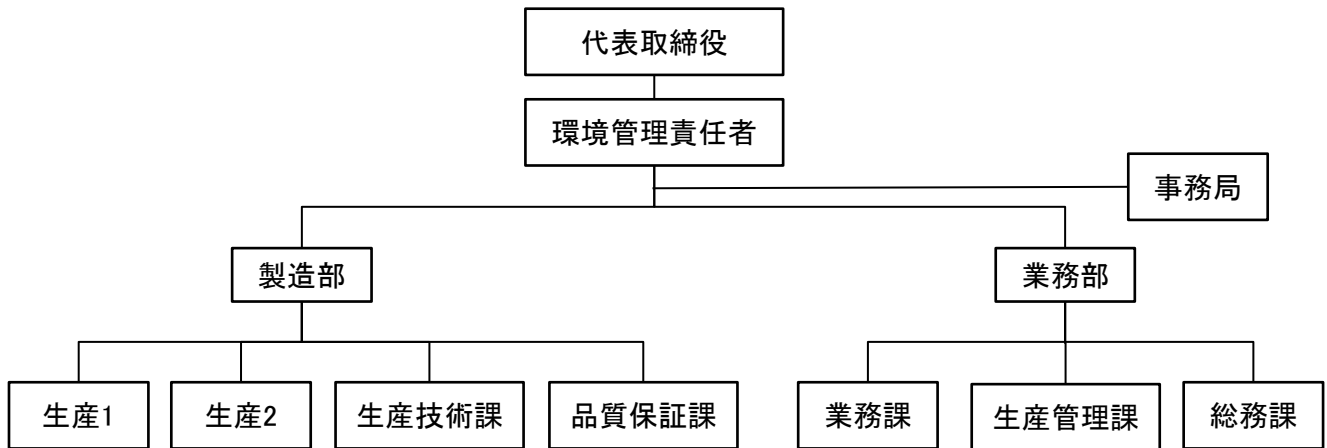 代表取締役
環境管理責任者
事務局
製造部
業務部
生産1
生産2
生産技術課
品質保証課
業務課
生産管理課
総務課